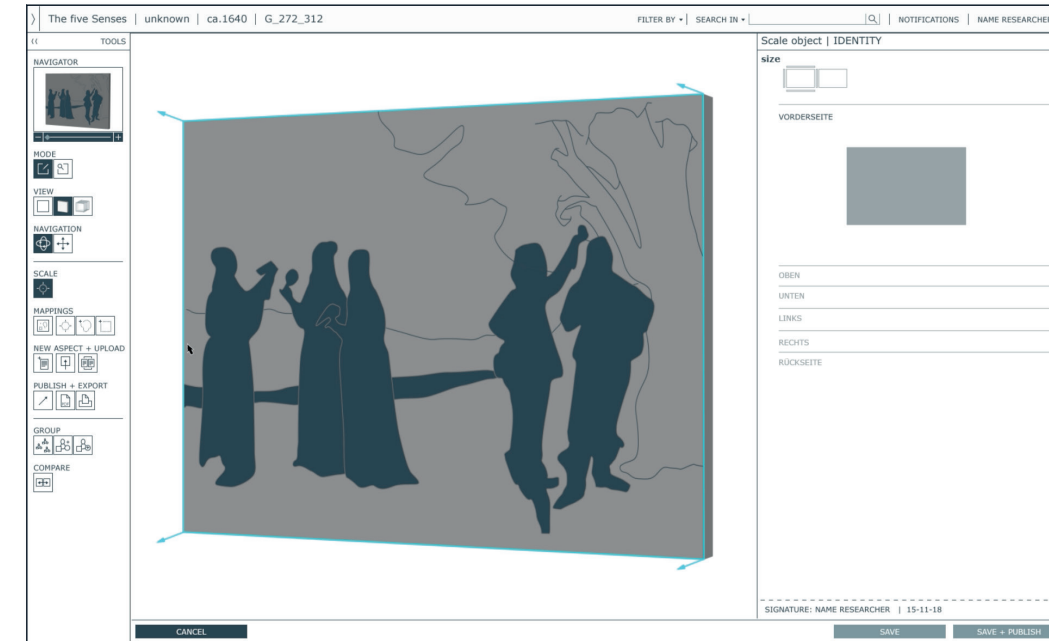 The five Senses | unknown | ca.1640 | G_272_312
FILTER BY ▾ | SEARCH IN ▾ | NOTIFICATIONS | NAME RESEARCHER
TOOLS
NAVIGATOR
MODE
VIEW
NAVIGATION
SCALE
MAPPINGS
NEW ASPECT + UPLOAD
PUBLISH + EXPORT
GROUP
COMPARE
Scale object | IDENTITY
size
VORDERSEITE
OBEN
UNTEN
LINKS
RECHTS
RÜCKSEITE
SIGNATURE: NAME RESEARCHER | 15-11-18
CANCEL
SAVE
SAVE + PUBLISH